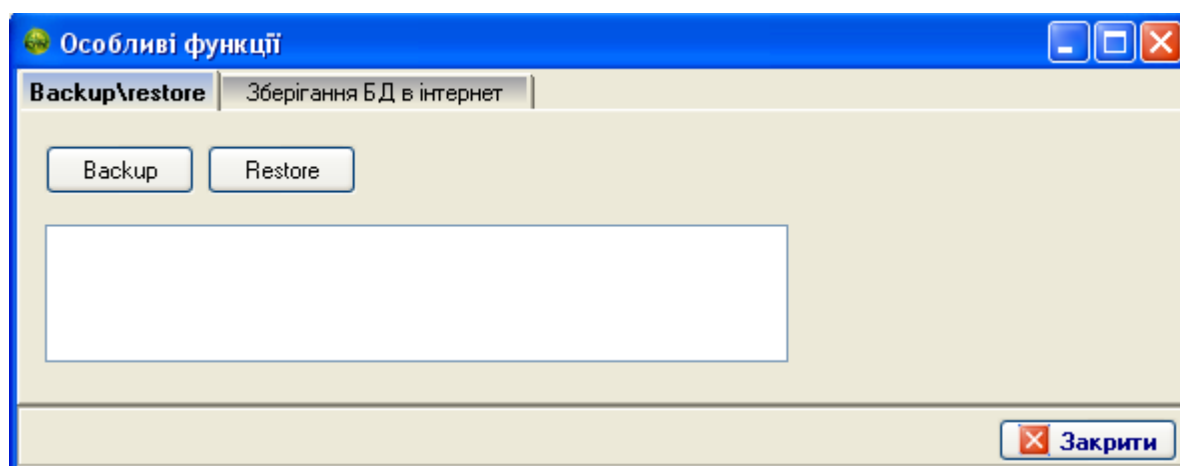 Особливі функції
Backup\restore Зберігання БД в інтернет
Backup Restore
Закрити